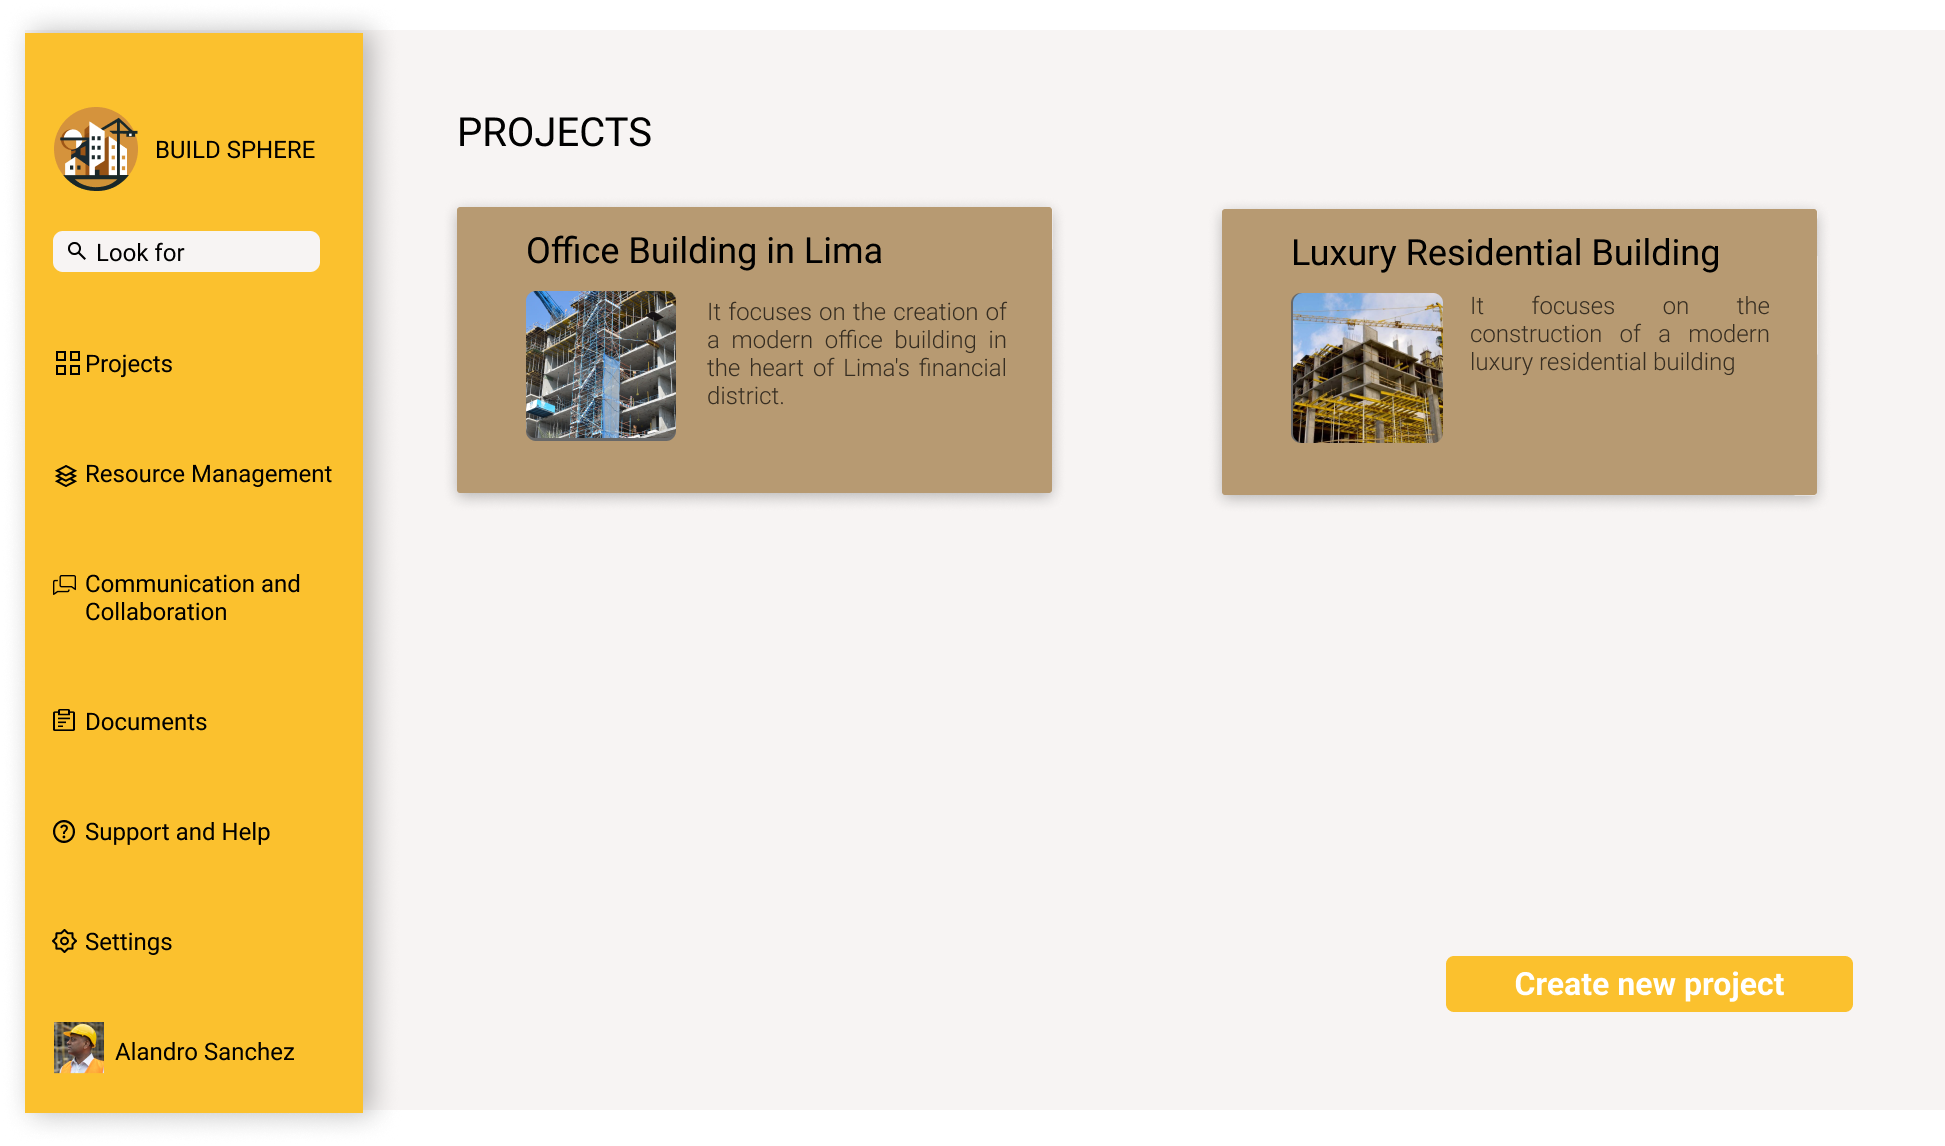 BUILD SPHERE
Look for
Projects
Resource Management
Communication and
Collaboration
Documents
Support and Help
Settings
Alandro Sanchez
PROJECTS
Office Building in Lima
It focuses on the creation of
a modern office building in
the heart of Lima's financial
district.
Luxury Residential Building
It focuses on the
construction of a modern
luxury residential building
Create new project